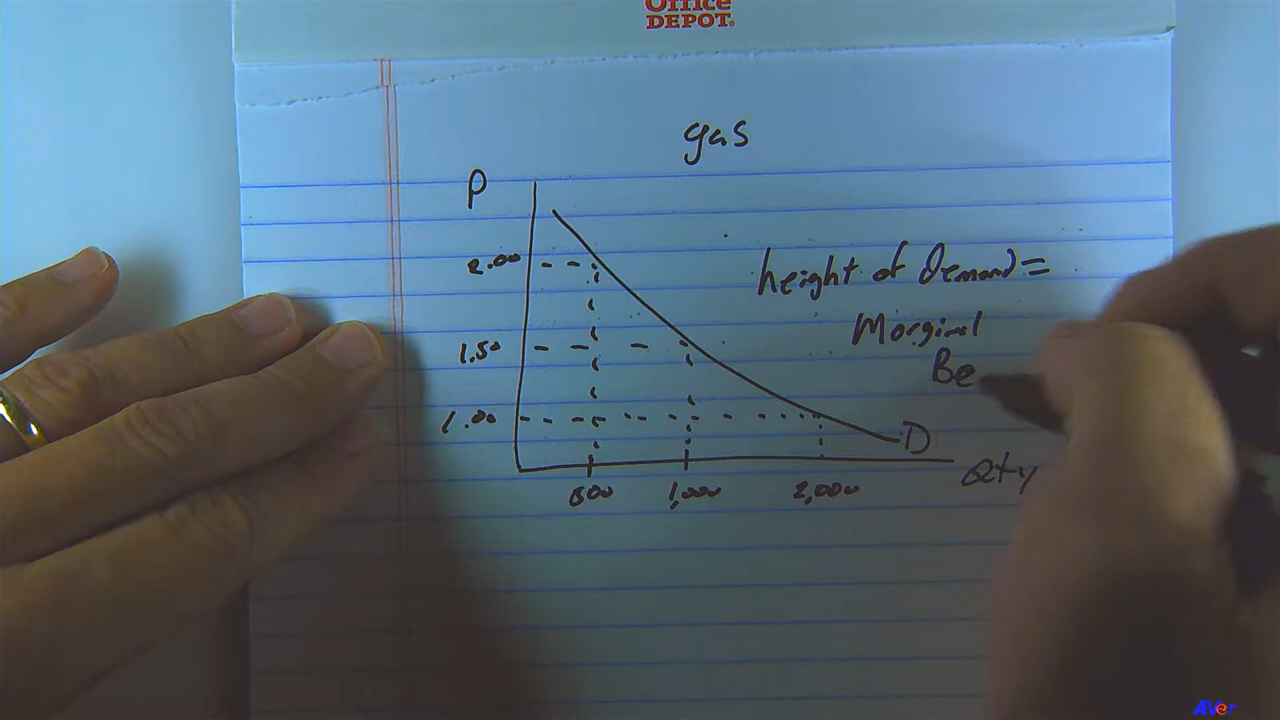 Office
DEPOT.
gas
P
2.00
height of Demand =
Marginal
1.50
Be
1.00
D
Qty
500
1,000
2,000
AVer